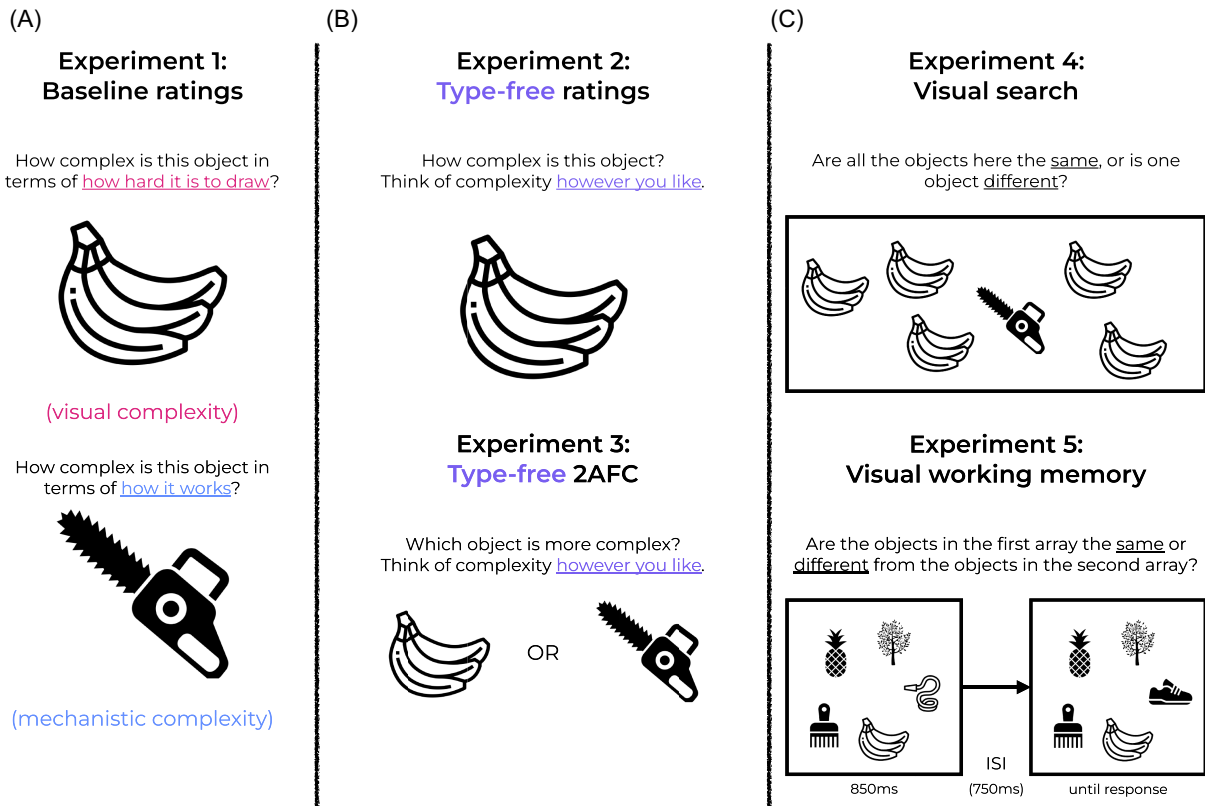 (A)
Experiment 1:
Baseline ratings
How complex is this object in
terms of how hard it is to draw?
(visual complexity)
How complex is this object in
terms of how it works?
(mechanistic complexity)
(B)
Experiment 2:
Type-free ratings
How complex is this object?
Think of complexity however you like.
Experiment 3:
Type-free 2AFC
Which object is more complex?
Think of complexity however you like.
OR
(C)
Experiment 4:
Visual search
Are all the objects here the same, or is one
object different?
Experiment 5:
Visual working memory
Are the objects in the first array the same or
different from the objects in the second array?
ISI
850ms
(750ms)
until response